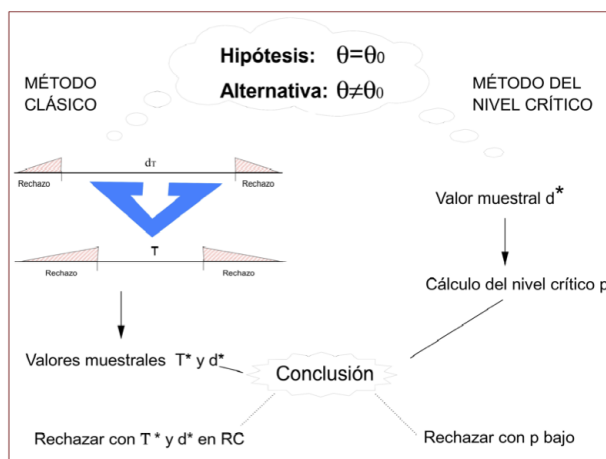 Hipótesis: θ=θ0
Alternativa: θ≠θ0
MÉTODO
CLÁSICO
MÉTODO DEL
NIVEL CRÍTICO
dT
Rechazo
Rechazo
T
Rechazo
Rechazo
Valores muestrales T* y d*
Valor muestral d*
Cálculo del nivel crítico p
Conclusión
Rechazar con T* y d* en RC
Rechazar con p bajo